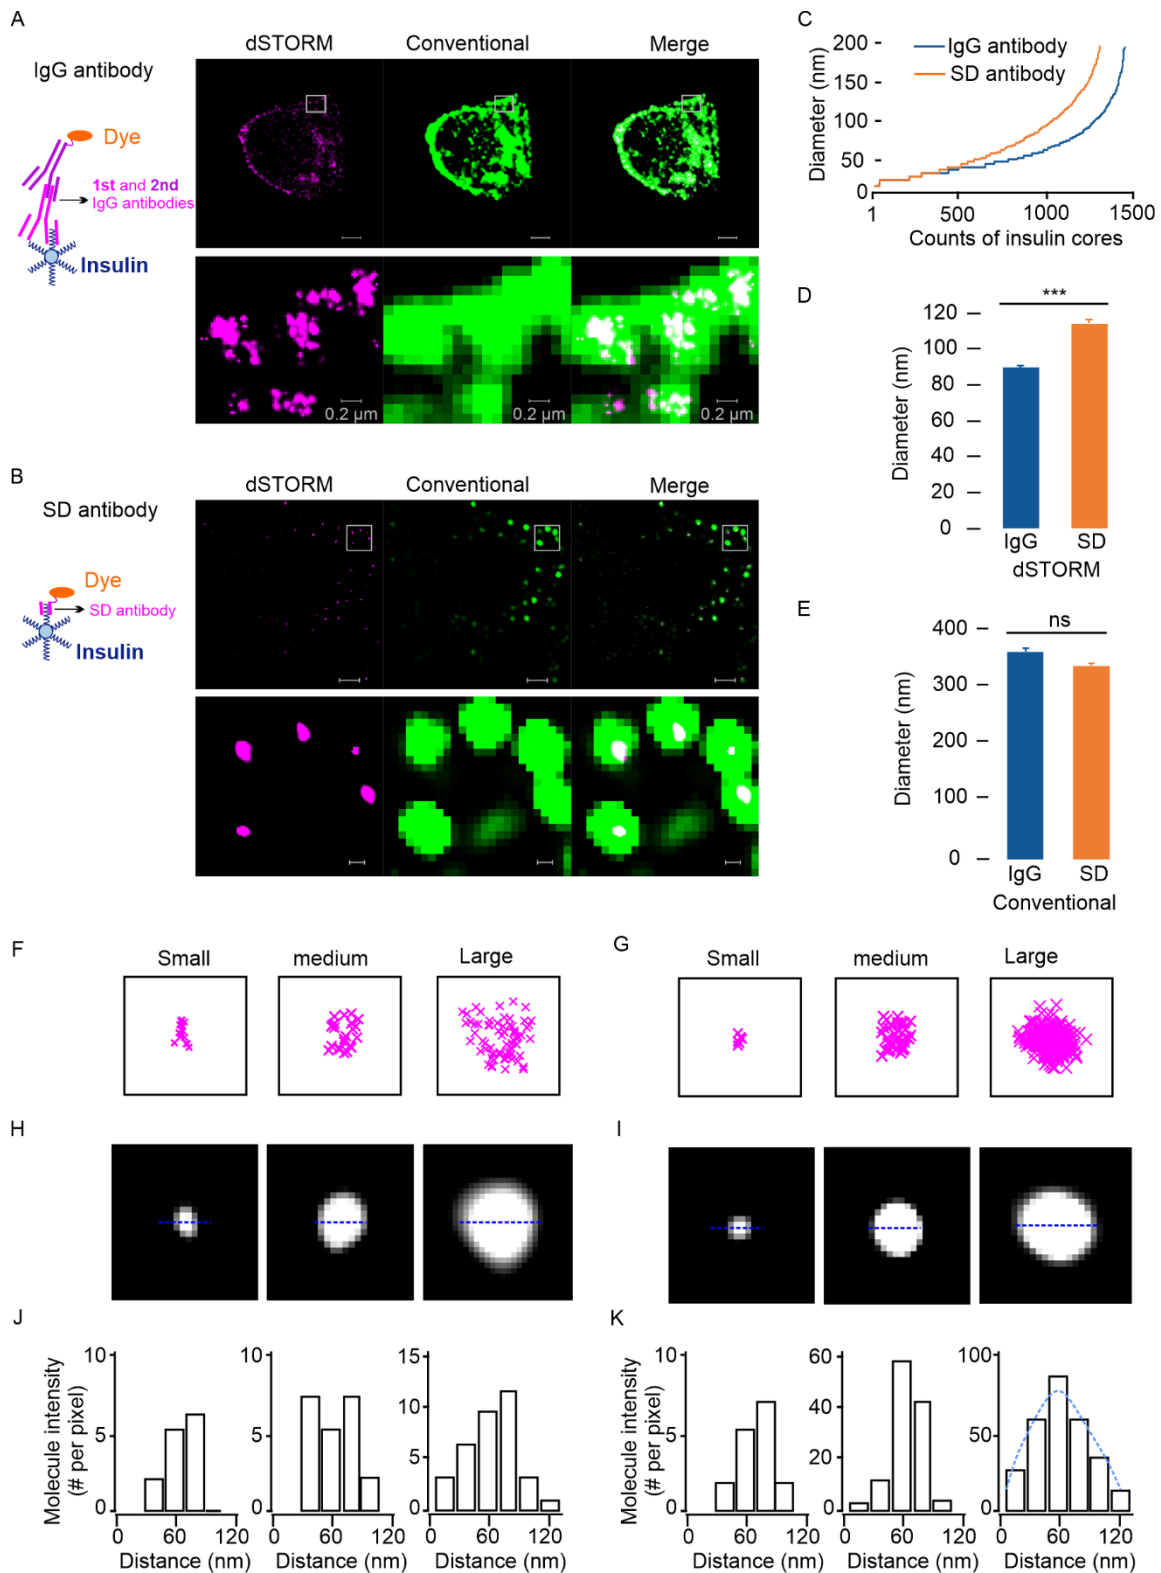 A
IgG antibody
dSTORM Conventional Merge
Dye
1st and 2nd
IgG antibodies
Insulin
0.2 µm 0.2 µm 0.2 µm
B
SD antibody
dSTORM Conventional Merge
Dye
SD antibody
Insulin
C
200
150
100
50
0
Diameter (nm)
IgG antibody
SD antibody
1 500 1000 1500
Counts of insulin cores
D
120
100
80
60
40
20
0
Diameter (nm)
***
IgG SD
dSTORM
E
400
300
200
100
0
Diameter (nm)
ns
IgG SD
Conventional
F
Small medium Large
G
Small medium Large
H
I
J
Molecule intensity
(# per pixel)
10
5
0
10
5
0
15
10
5
0
0 60 120 0 60 120 0 60 120
Distance (nm) Distance (nm) Distance (nm)
K
Molecule intensity
(# per pixel)
10
5
0
60
40
20
0
100
50
0
0 60 120 0 60 120 0 60 120
Distance (nm) Distance (nm) Distance (nm)